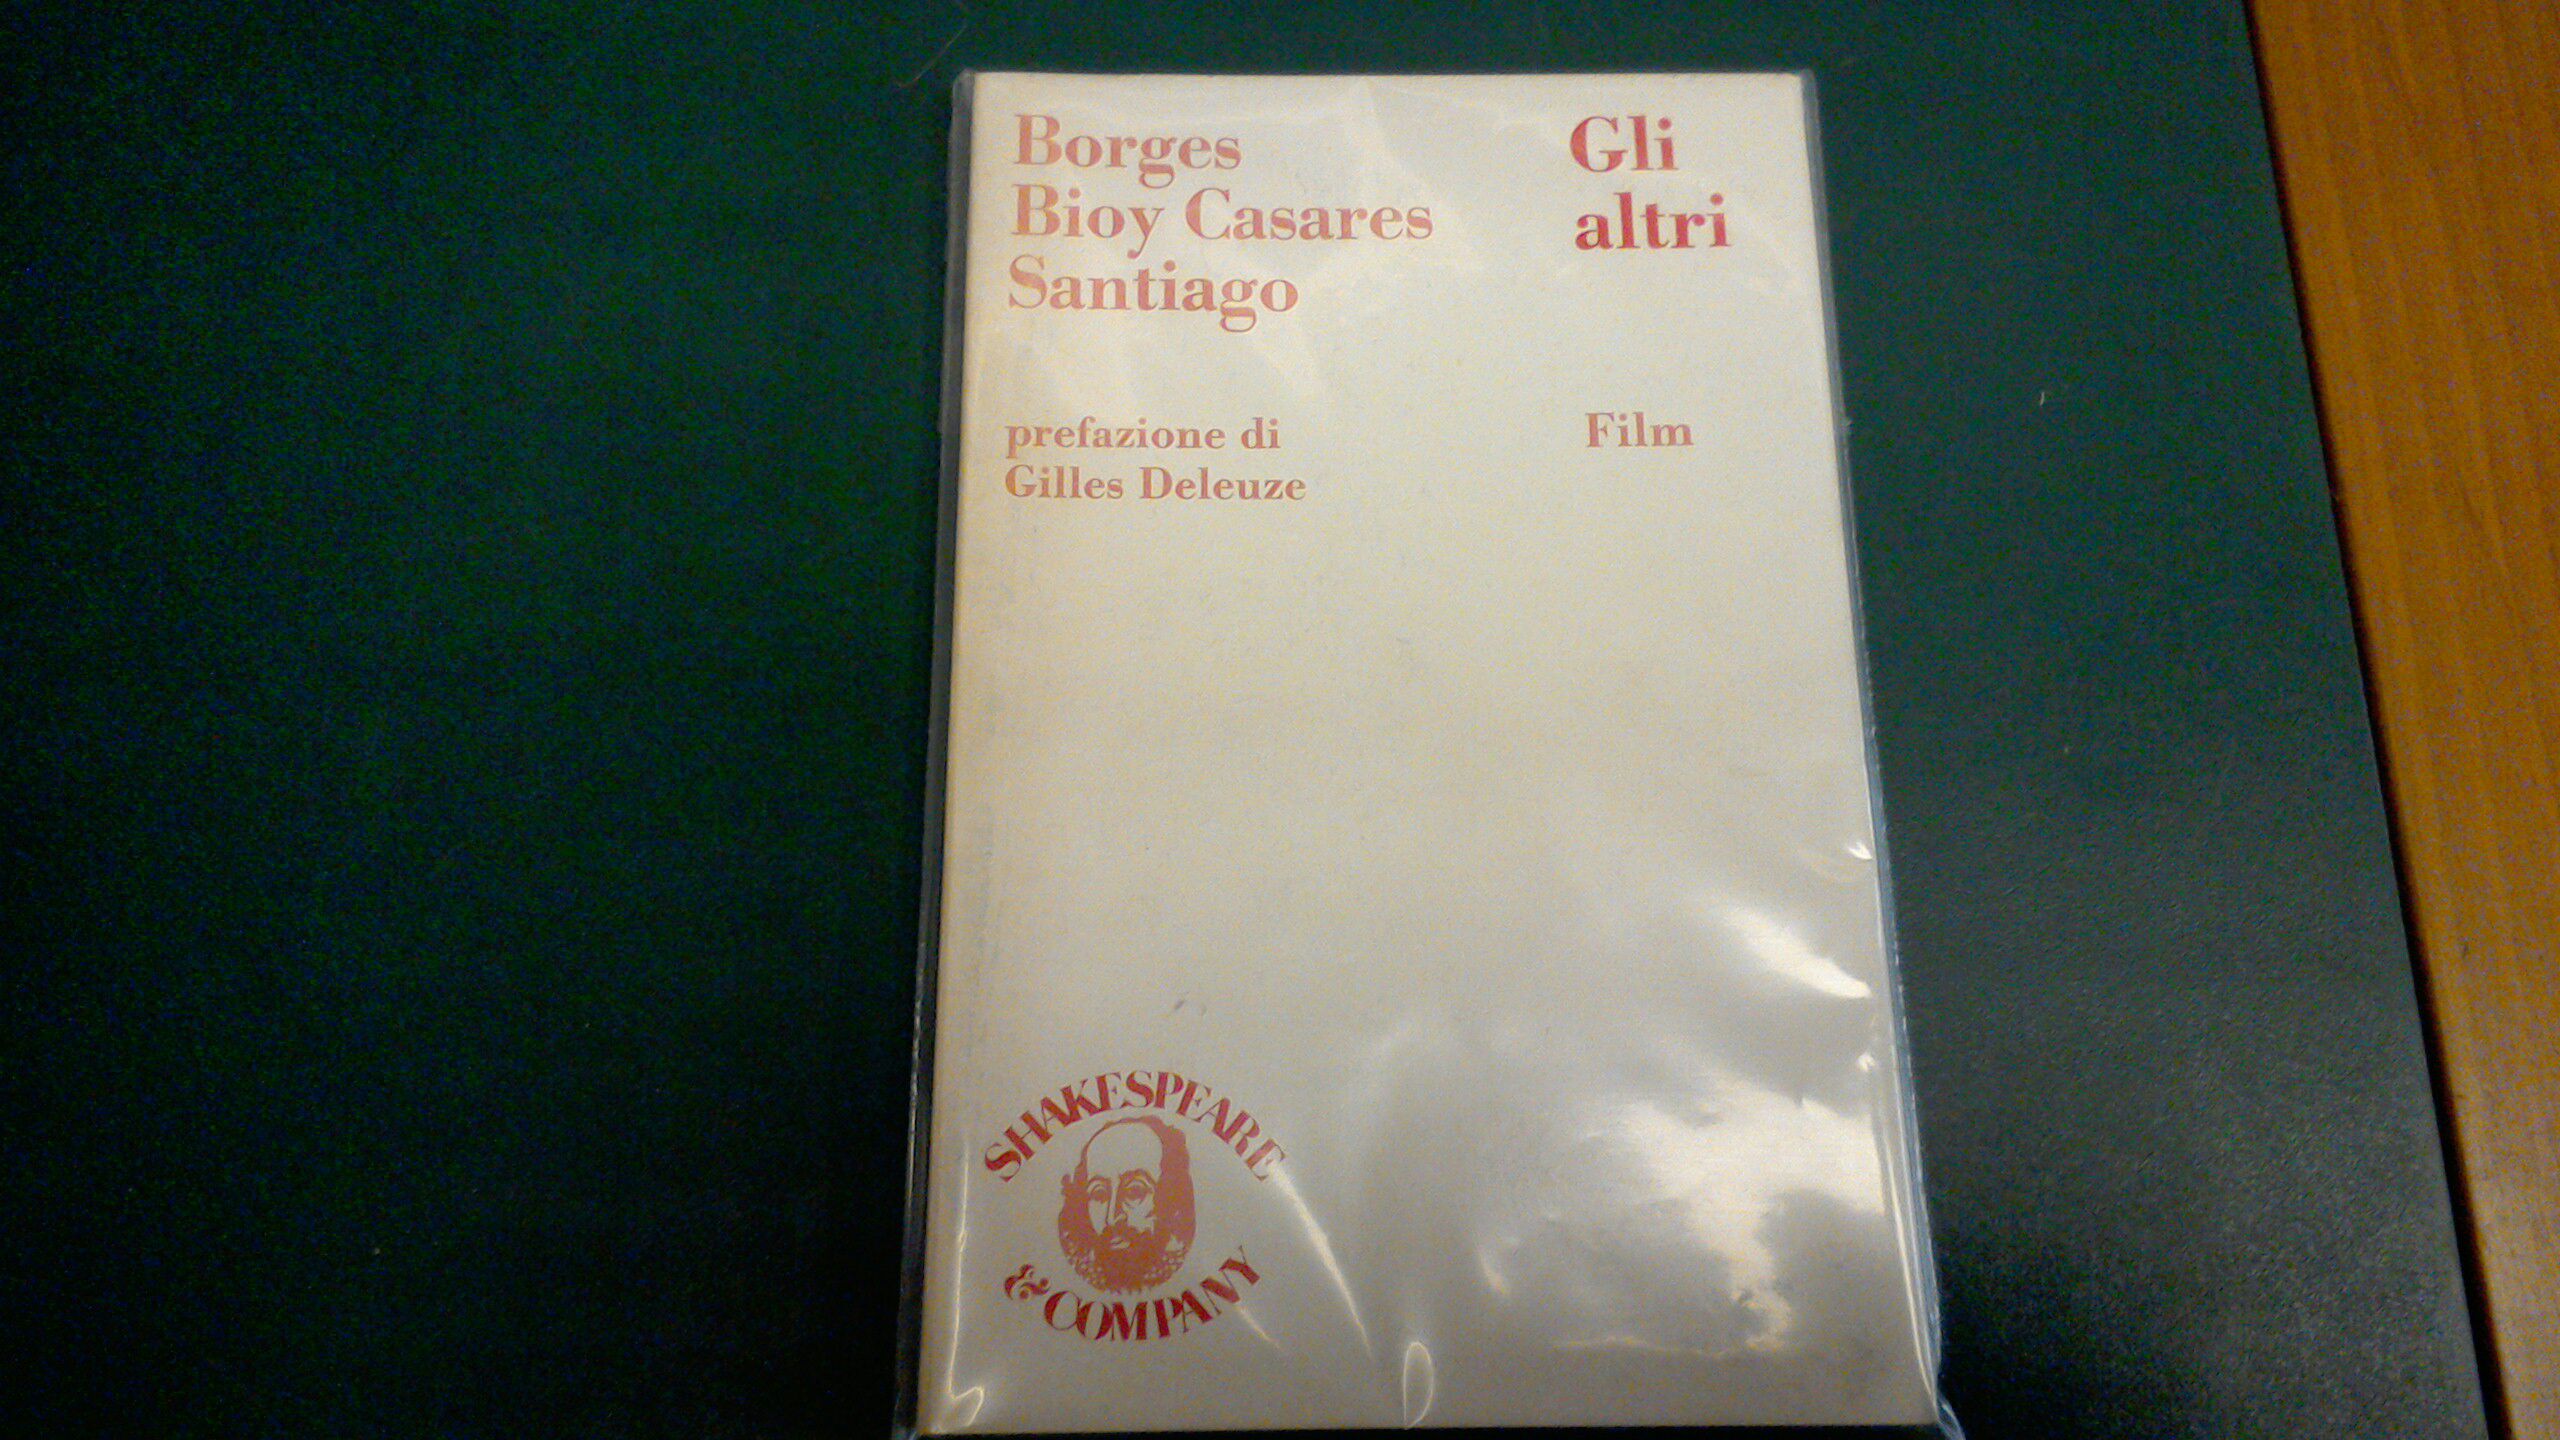 Borges
Bioy Casares
Santiago
Gli
altri
prefazione di
Gilles Deleuze
Film
SHAKESPEARE
& COMPANY